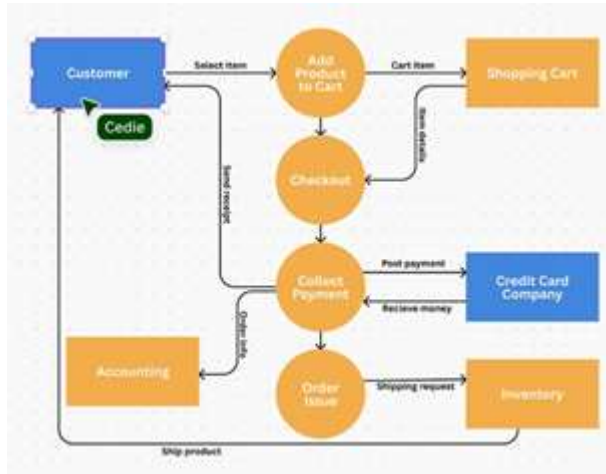 Customer
Select item
Add
Product
to Cart
Cart item
Shopping Cart
Cedie
Item details
Send receipt
Checkout
Collect
Payment
Post payment
Credit Card
Company
Recieve money
Order info
Accounting
Order
Issue
Shipping request
Inventory
Ship product